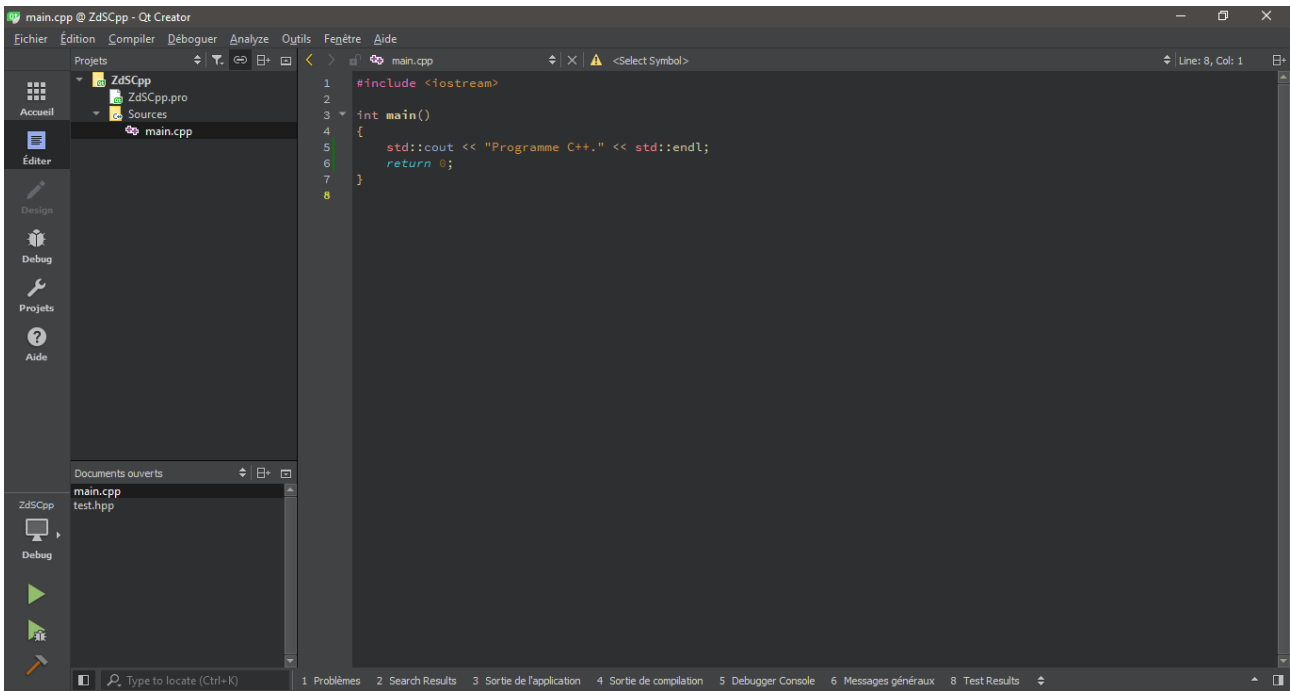 main.cpp @ ZdSCpp - Qt Creator
Fichier Édition Compiler Déboguer Analyze Outils Fenêtre Aide
Projets
main.cpp
<Select Symbol>
Line: 8, Col: 1
ZdSCpp
ZdSCpp.pro
Sources
main.cpp
Accueil
Éditer
Design
Debug
Projets
Aide
1 #include <iostream>
2
3 int main()
4 {
5 std::cout << "Programme C++." << std::endl;
6 return 0;
7 }
8
Documents ouverts
main.cpp
test.hpp
ZdSCpp
Debug
Type to locate (Ctrl+K)
1 Problèmes 2 Search Results 3 Sortie de l'application 4 Sortie de compilation 5 Debugger Console 6 Messages généraux 8 Test Results